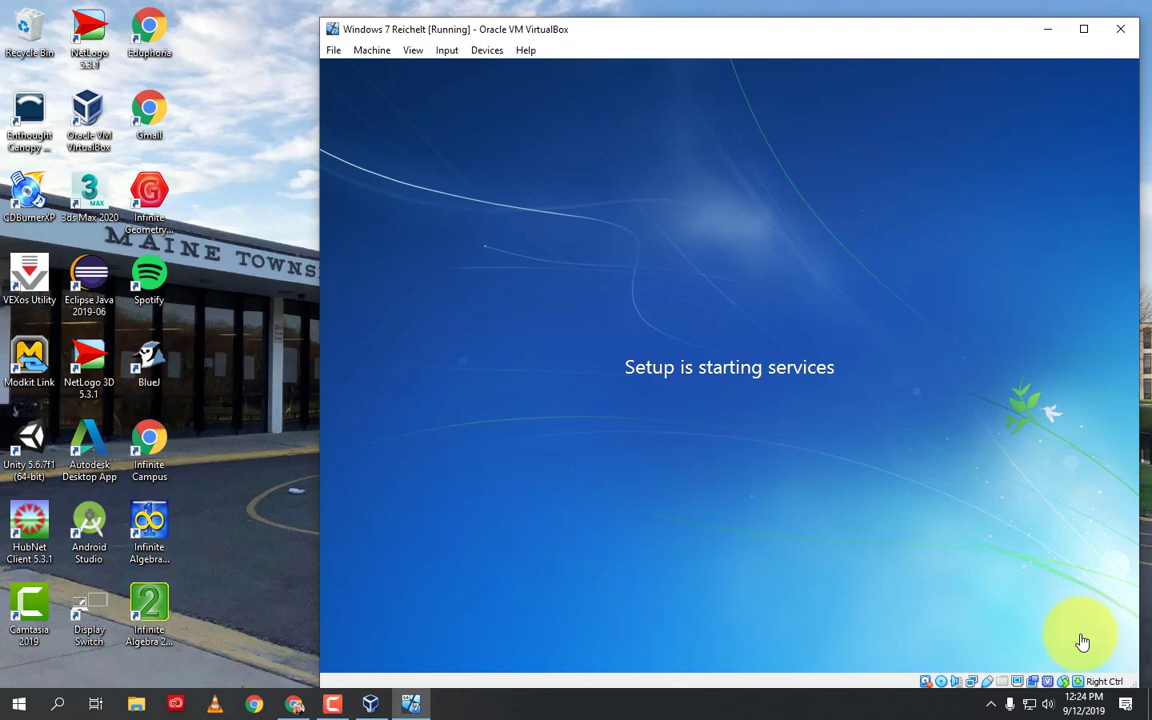 Windows 7 Reichelt [Running] - Oracle VM VirtualBox
File Machine View Input Devices Help
Recycle Bin
NetLogo 5.3.1
Eduphoria
Enthought Canopy ...
Oracle VM VirtualBox
Gmail
CDBurnerXP
3ds Max 2020
Infinite Geometry...
MAINE TOWNS
VEXos Utility
Eclipse Java 2019-06
Spotify
Setup is starting services
Modkit Link
NetLogo 3D 5.3.1
BlueJ
Unity 5.6.7f1 (64-bit)
Autodesk Desktop App
Infinite Campus
HubNet Client 5.3.1
Android Studio
Infinite Algebra...
Camtasia 2019
Display Switch
Infinite Algebra 2...
Right Ctrl
12:24 PM
9/12/2019